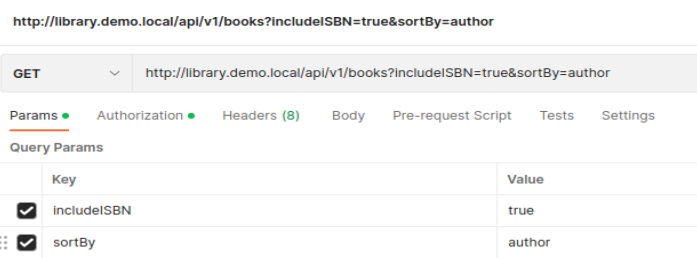 http://library.demo.local/api/v1/books?includeISBN=true&sortBy=author
GET http://library.demo.local/api/v1/books?includeISBN=true&sortBy=author
Params Authorization Headers (8) Body Pre-request Script Tests Settings
Query Params
Key Value
includeISBN true
sortBy author